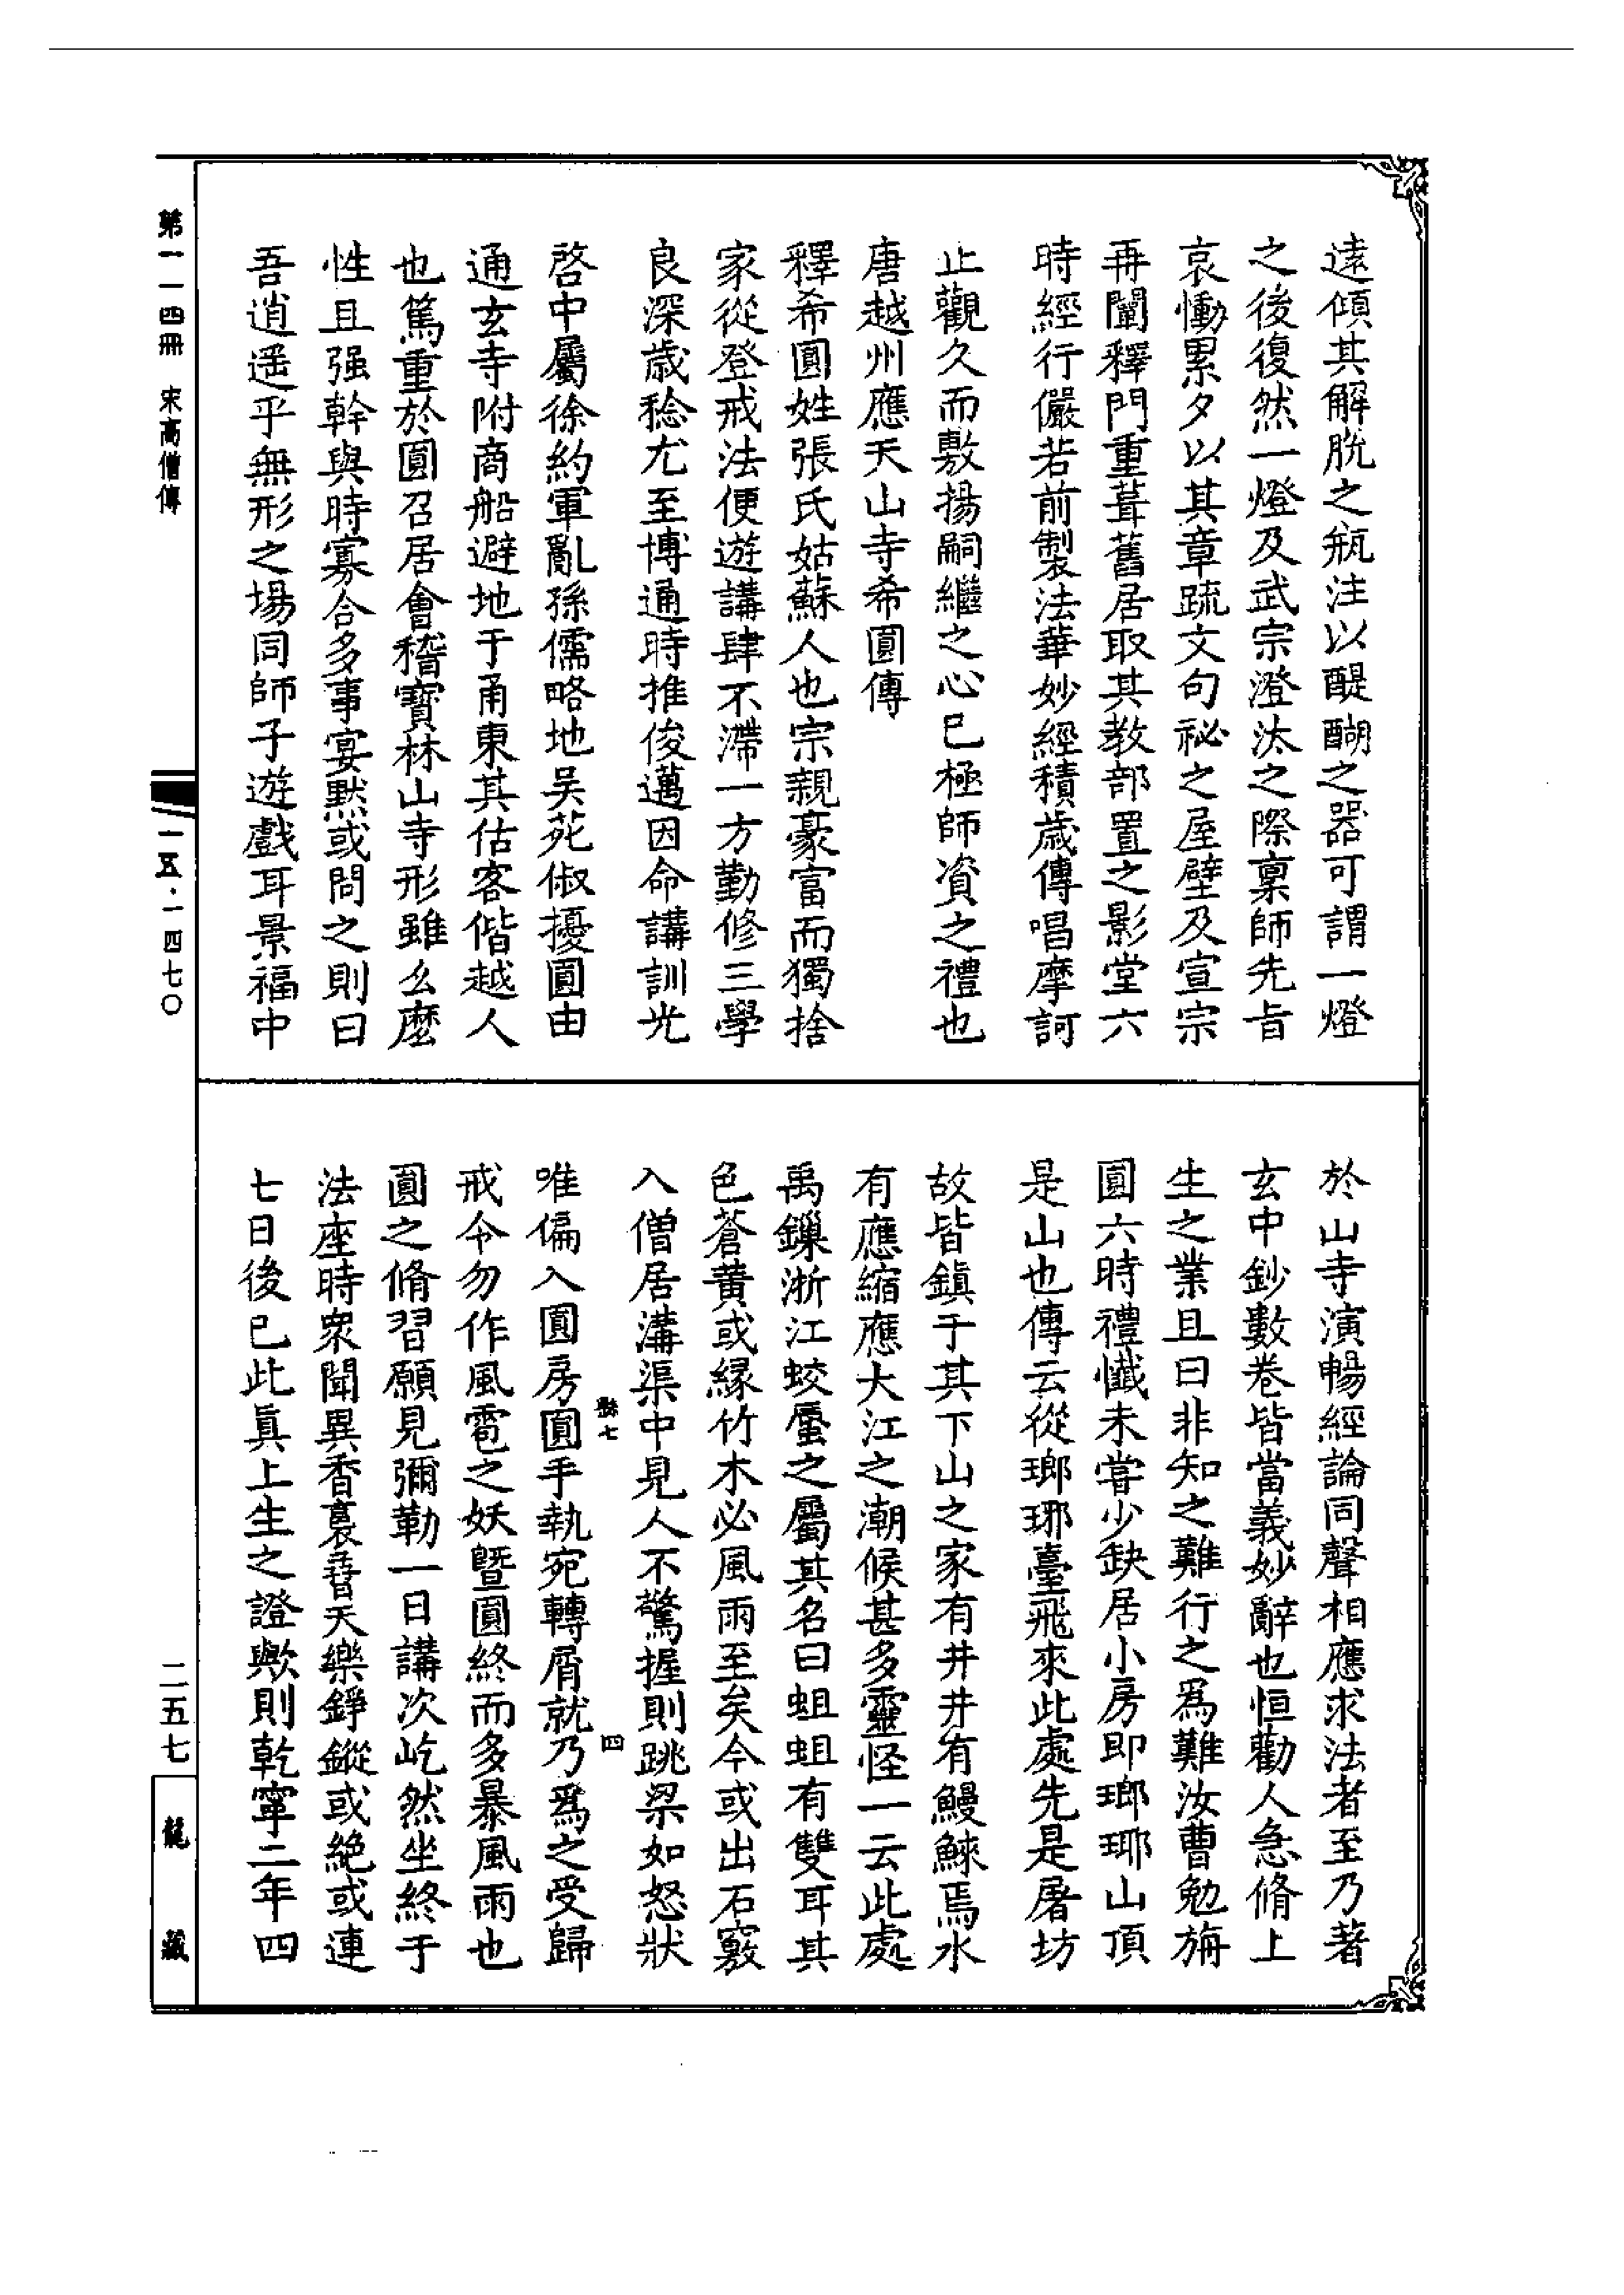 遠傾其解脫之瓶注以醍醐之器可謂一燈
之後復然一燈及武宗澄汰之際稟師先旨
哀慟累夕以其章疏文句祕之屋壁及宣宗
再闡釋門重葺舊居取其教部置之影堂六
時經行儼若前製法華妙經積歲傳唱摩訶
止觀久而敷揚嗣繼之心已極師資之禮也
唐越州應天山寺希圓傳
釋希圓姓張氏姑蘇人也宗親豪富而獨捨
家從登戒法便遊講肆不滯一方勤修三學
良深歲稔尤至博通時推俊邁因命講訓光
啓中屬徐約軍亂孫儒略地吳苑俶擾圓由
通玄寺附商船避地于甬東其估客偕越人
也篤重於圓召居會稽寶林山寺形雖么麼
性且强幹與時寡合多事宴默或問之則曰
吾逍遙乎無形之場同師子遊戲耳景福中
於山寺演暢經論同聲相應求法者至乃著
玄中鈔數卷皆當義妙辭也恒勸人急脩上
生之業且曰非知之難行之爲難汝曹勉旃
圓六時禮懺未嘗少缺居小房即瑯琊山頂
是山也傳云從瑯琊臺飛來此處先是屠坊
故皆鎮于其下山之家有井井有鰻鯠焉水
有應縮應大江之潮候甚多靈怪一云此處
禹鏁浙江蛟蜃之屬其名曰蛆蛆有雙耳其
色蒼黃或緣竹木必風雨至矣今或出石竅
入僧居溝渠中見人不驚握則跳梁如怒狀
唯偏入圓房圓手執宛轉屑就乃爲之受歸
戒令勿作風雹之妖曁圓終而多暴風雨也
圓之脩習願見彌勒一日講次屹然坐終于
法座時衆聞異香裛䜮天樂錚鏦或絕或連
七日後已此眞上生之證歟則乾寧二年四
縣七
四
第一一四冊 宋高僧傳
一五·一四七〇
二五七
龍藏